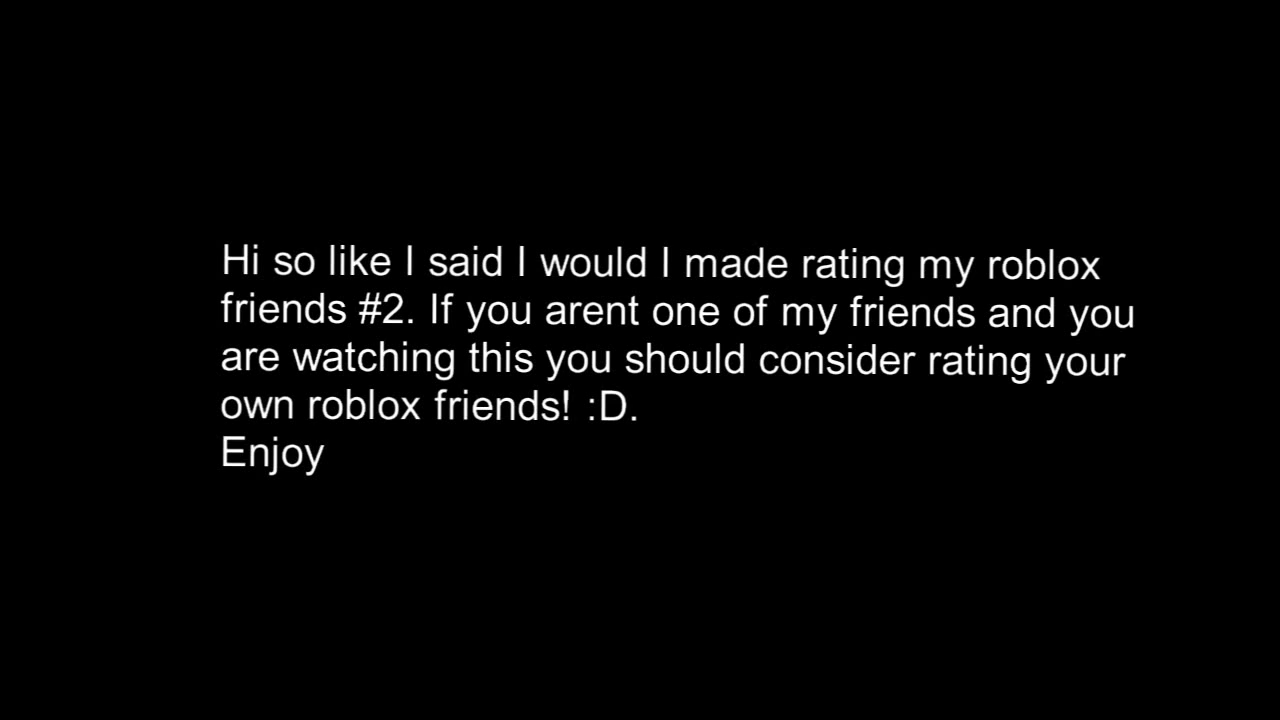 Hi so like I said I would I made rating my roblox
friends #2. If you arent one of my friends and you
are watching this you should consider rating your
own roblox friends! :D.
Enjoy